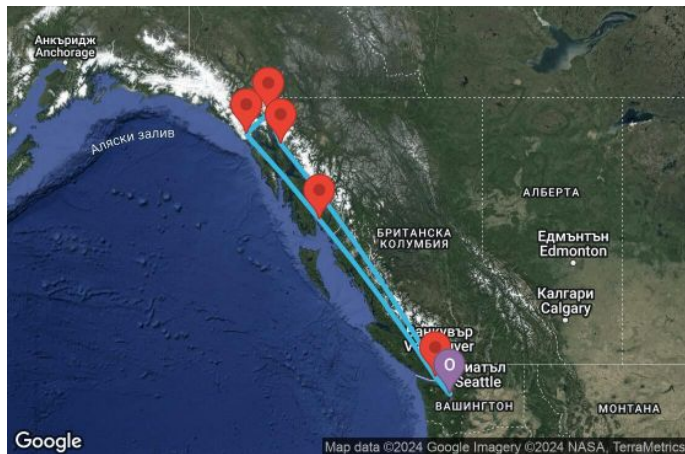 Анкъридж
Anchorage
Аляски залив
АЛБЕРТА
БРИТАНСКА
КОЛУМБИЯ
Едмънтън
Edmonton
Калгари
Calgary
O
Seattle
ВАШИНГТОН
МОНТАНА
Google
Map data ©2024 Google Imagery ©2024 NASA, TerraMetrics